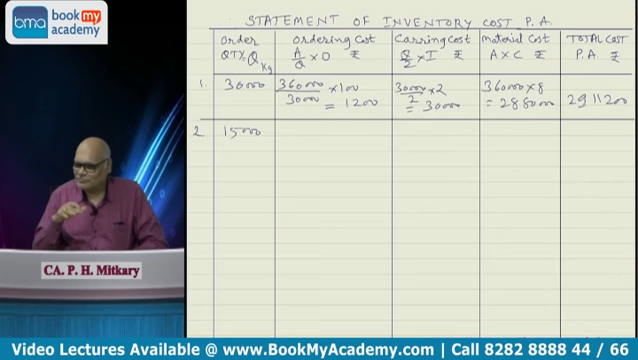 bma book my academy
STATEMENT OF INVENTORY COST P.A.
Order QTY. Q Kg
Ordering Cost A/Q × O ₹
Carring Cost Q/2 × I ₹
Material Cost A × C ₹
TOTAL COST P.A. ₹
1. 30000
360000/30000 × 100 = 1200
30000/2 × 2 = 30000
360000 × 8 = 2880000
2911200
2 15000
CA. P. H. Mitkary
Video Lectures Available @ www.BookMyAcademy.com | Call 8282 8888 44 / 66